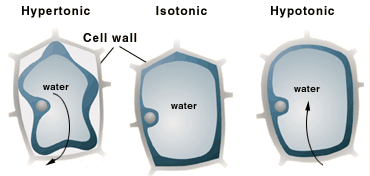 Hypertonic
Isotonic
Hypotonic
Cell wall
water
water
water